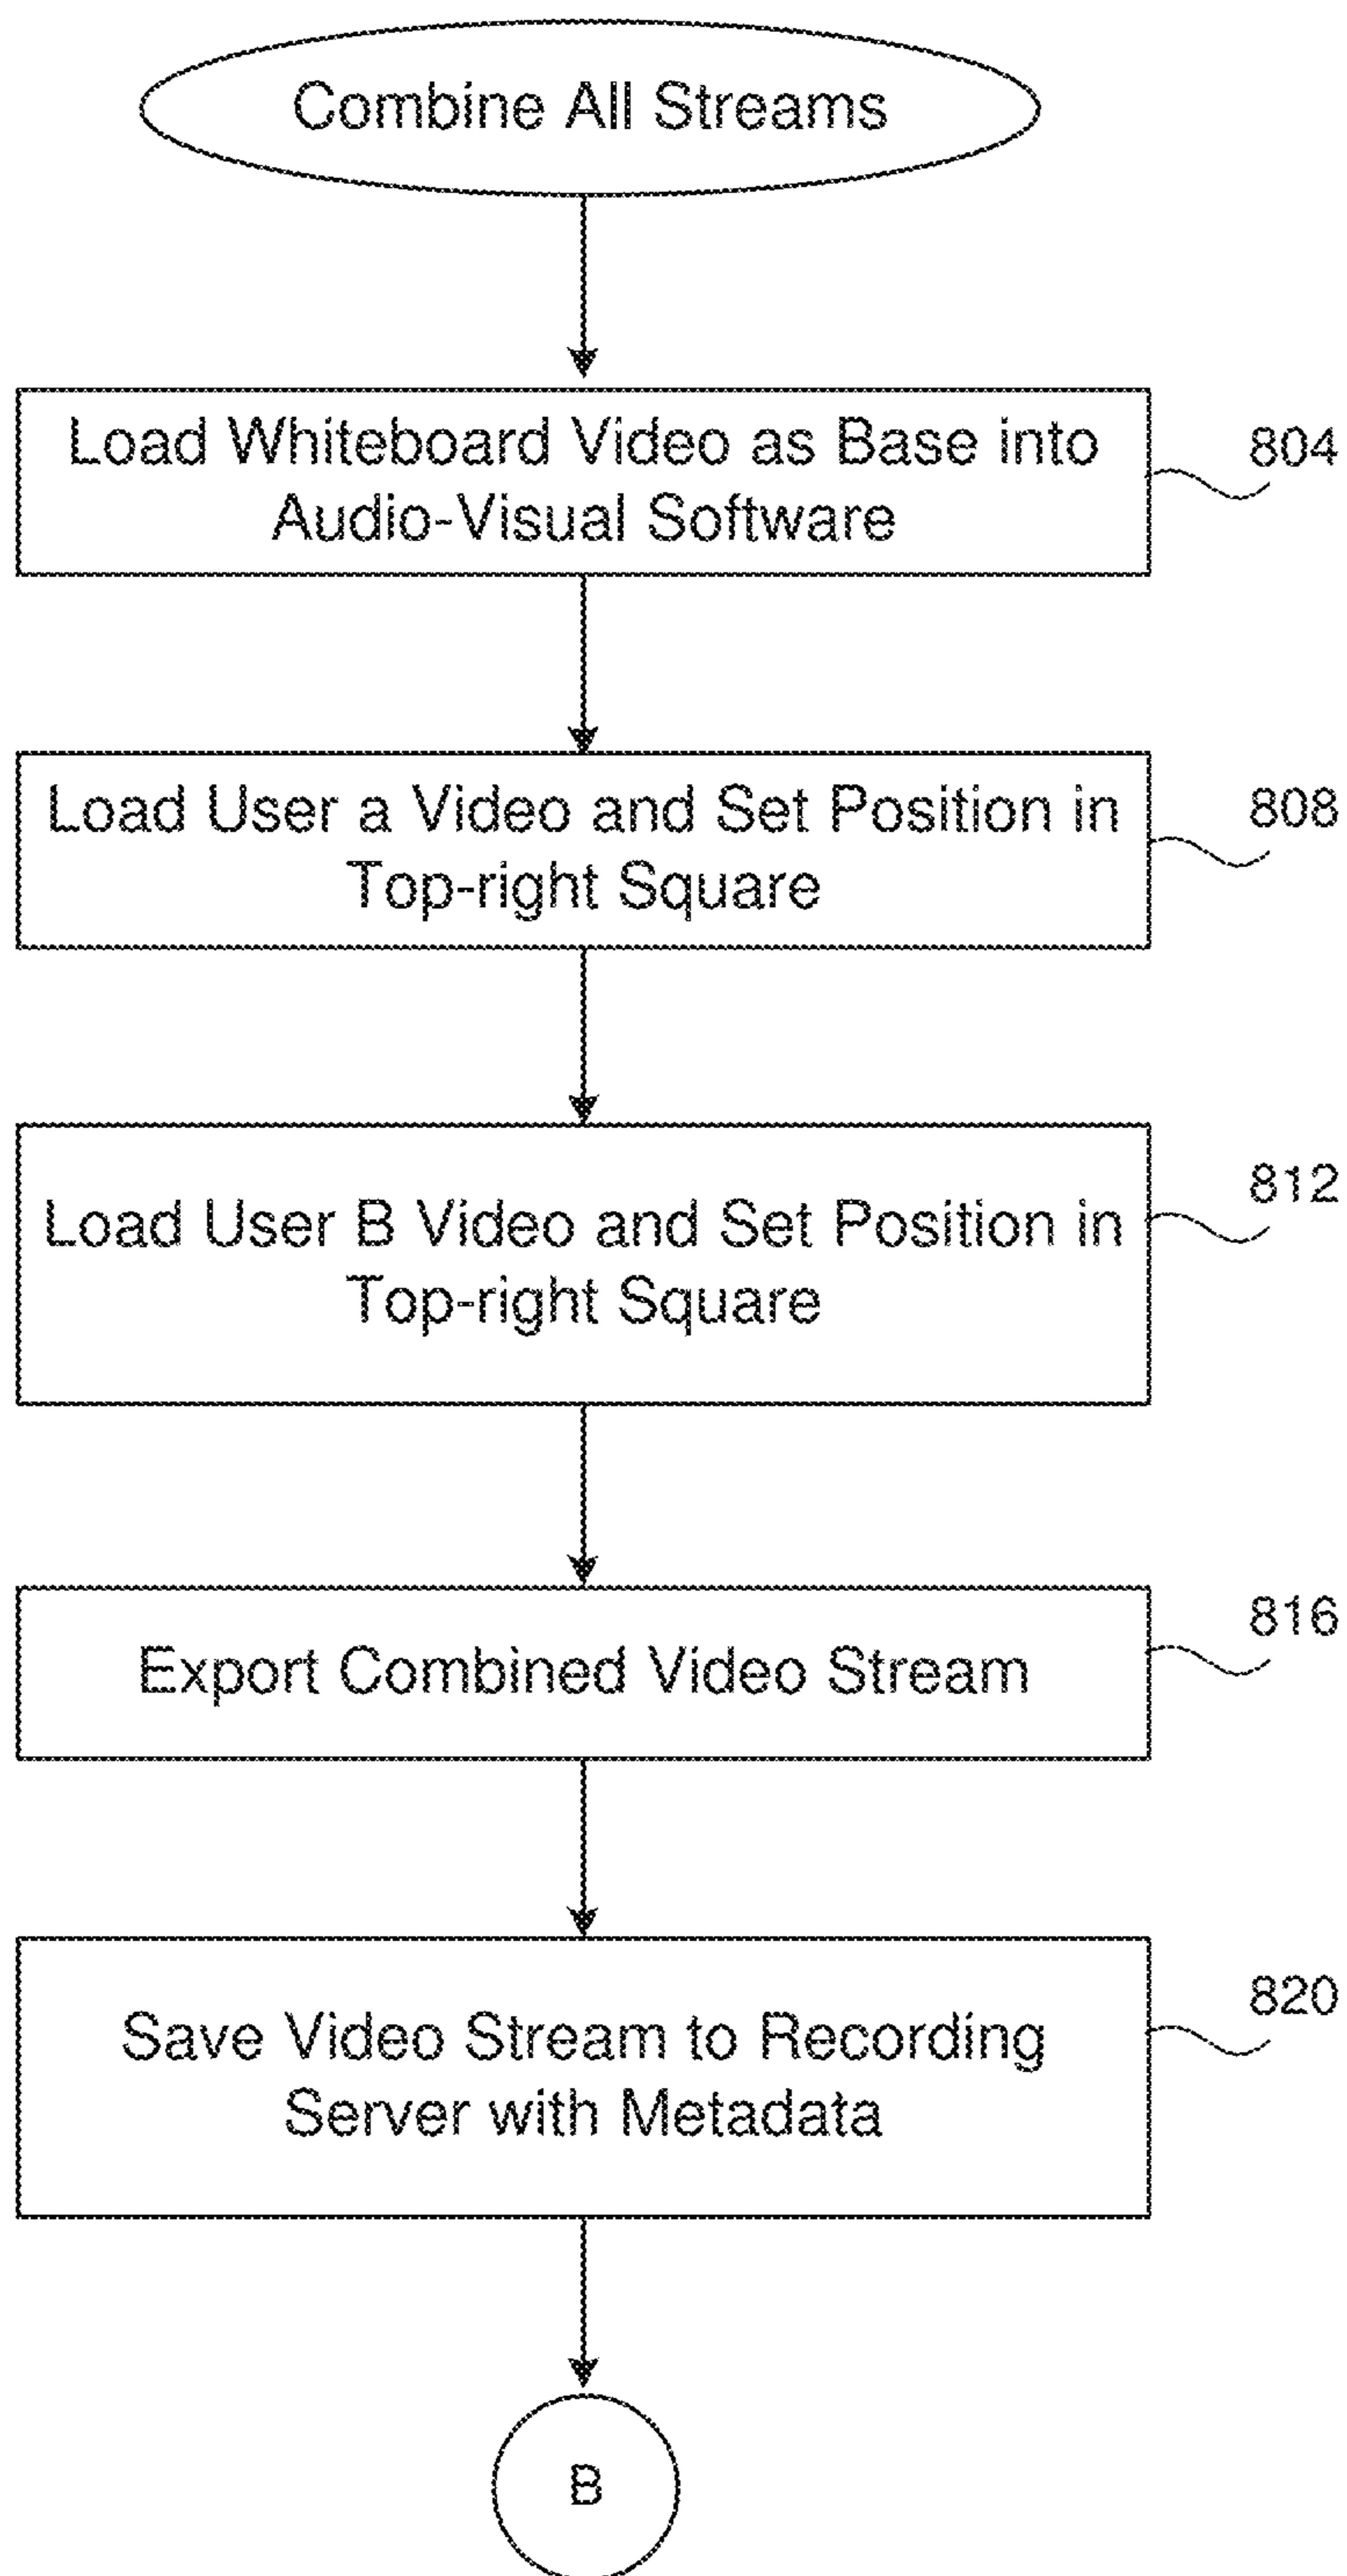 Combine All Streams
Load Whiteboard Video as Base into
Audio-Visual Software
804
Load User a Video and Set Position in
Top-right Square
808
Load User B Video and Set Position in
Top-right Square
812
Export Combined Video Stream
816
Save Video Stream to Recording
Server with Metadata
820
B